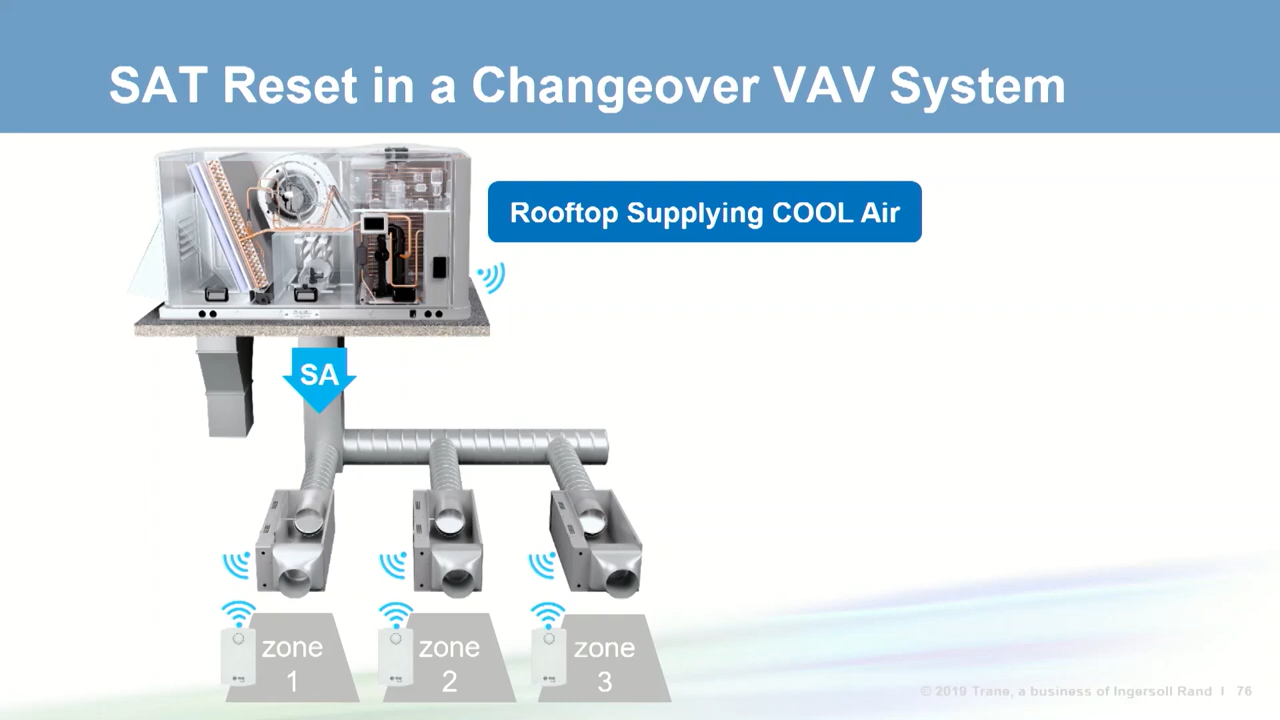 SAT Reset in a Changeover VAV System
Rooftop Supplying COOL Air
SA
zone
1
zone
2
zone
3
© 2019 Trane, a business of Ingersoll Rand I 76